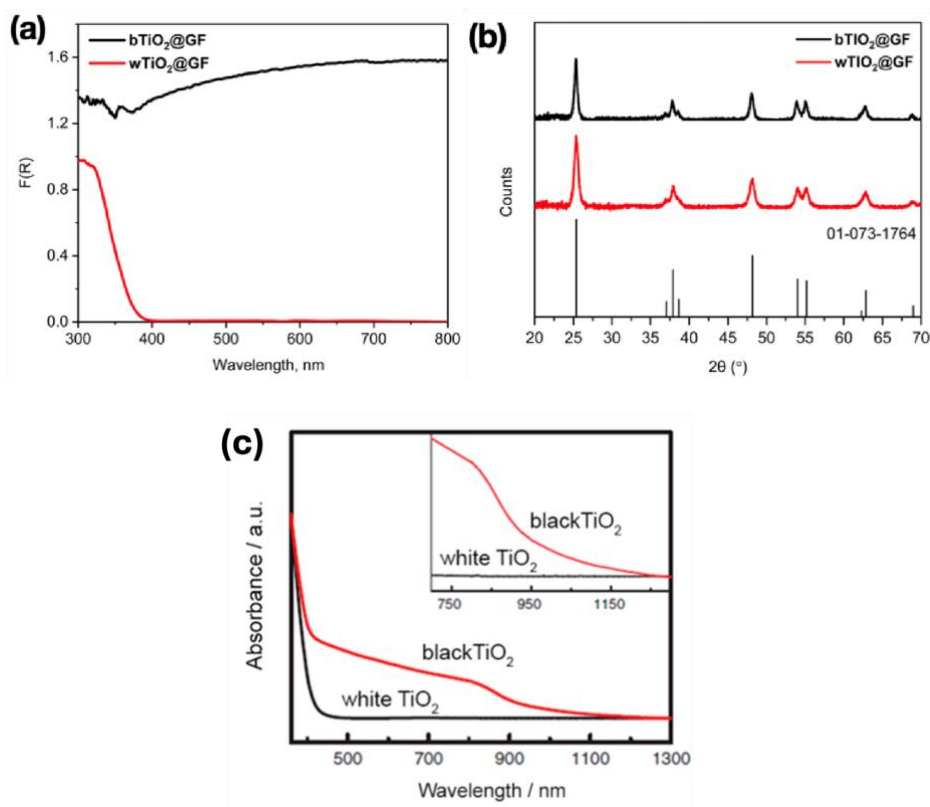 (a)
bTiO₂@GF
wTiO₂@GF
1.6
1.2
0.8
0.4
0.0
F(R)
300 400 500 600 700 800
Wavelength, nm
(b)
bTIO₂@GF
wTIO₂@GF
Counts
01-073-1764
20 25 30 35 40 45 50 55 60 65 70
2θ (°)
(c)
blackTiO₂
white TiO₂
750 950 1150
blackTiO₂
white TiO₂
Absorbance / a.u.
500 700 900 1100 1300
Wavelength / nm